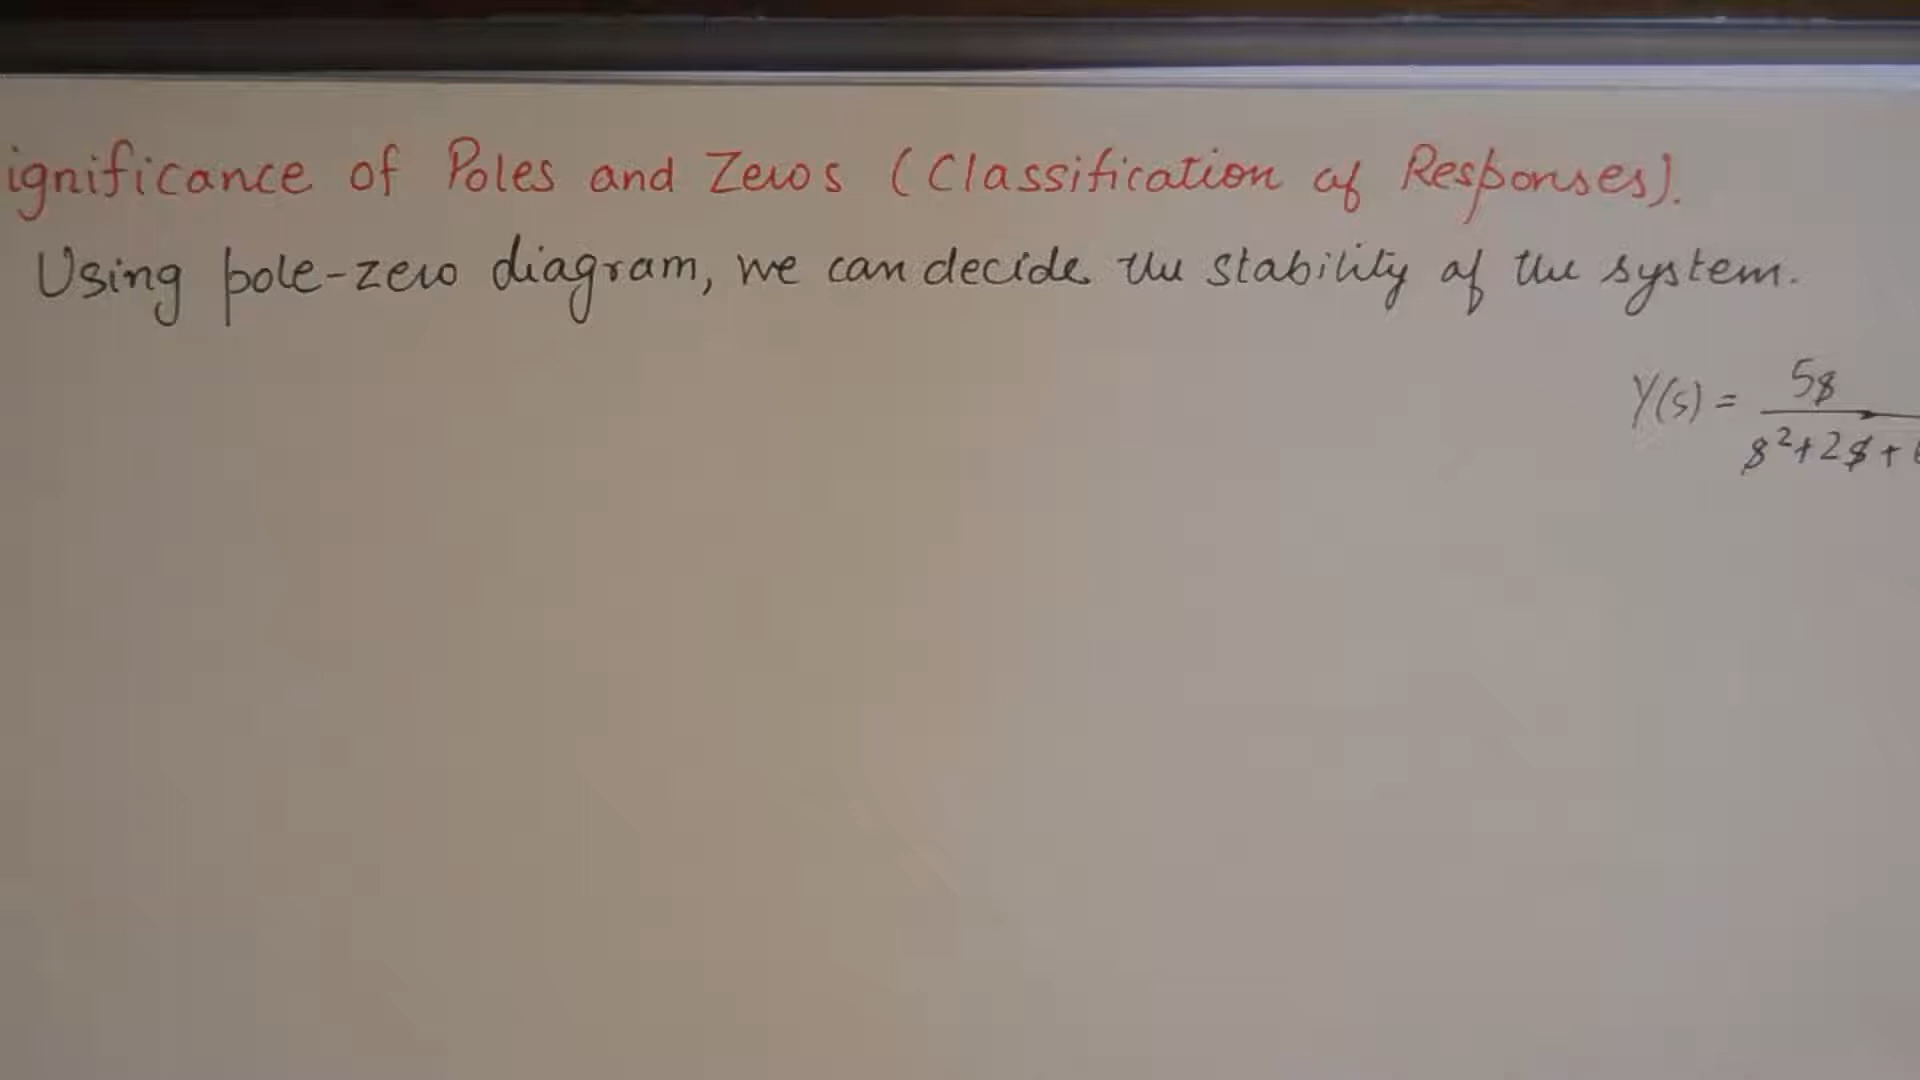 ignificance of Poles and Zeros (Classification of Responses).
Using pole-zero diagram, we can decide the stability of the system.
Y(s) = 5s
s²+2s+